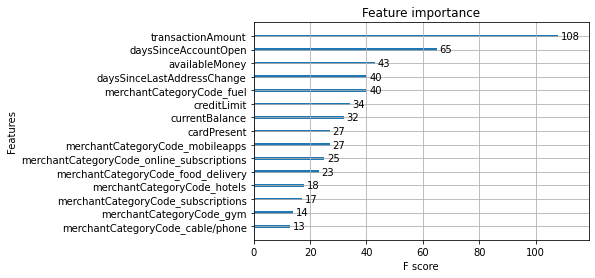 Feature importance
transactionAmount 108
daysSinceAccountOpen 65
availableMoney 43
daysSinceLastAddressChange 40
merchantCategoryCode_fuel 40
creditLimit 34
currentBalance 32
cardPresent 27
merchantCategoryCode_mobileapps 27
merchantCategoryCode_online_subscriptions 25
merchantCategoryCode_food_delivery 23
merchantCategoryCode_hotels 18
merchantCategoryCode_subscriptions 17
merchantCategoryCode_gym 14
merchantCategoryCode_cable/phone 13
Features
0 20 40 60 80 100
F score